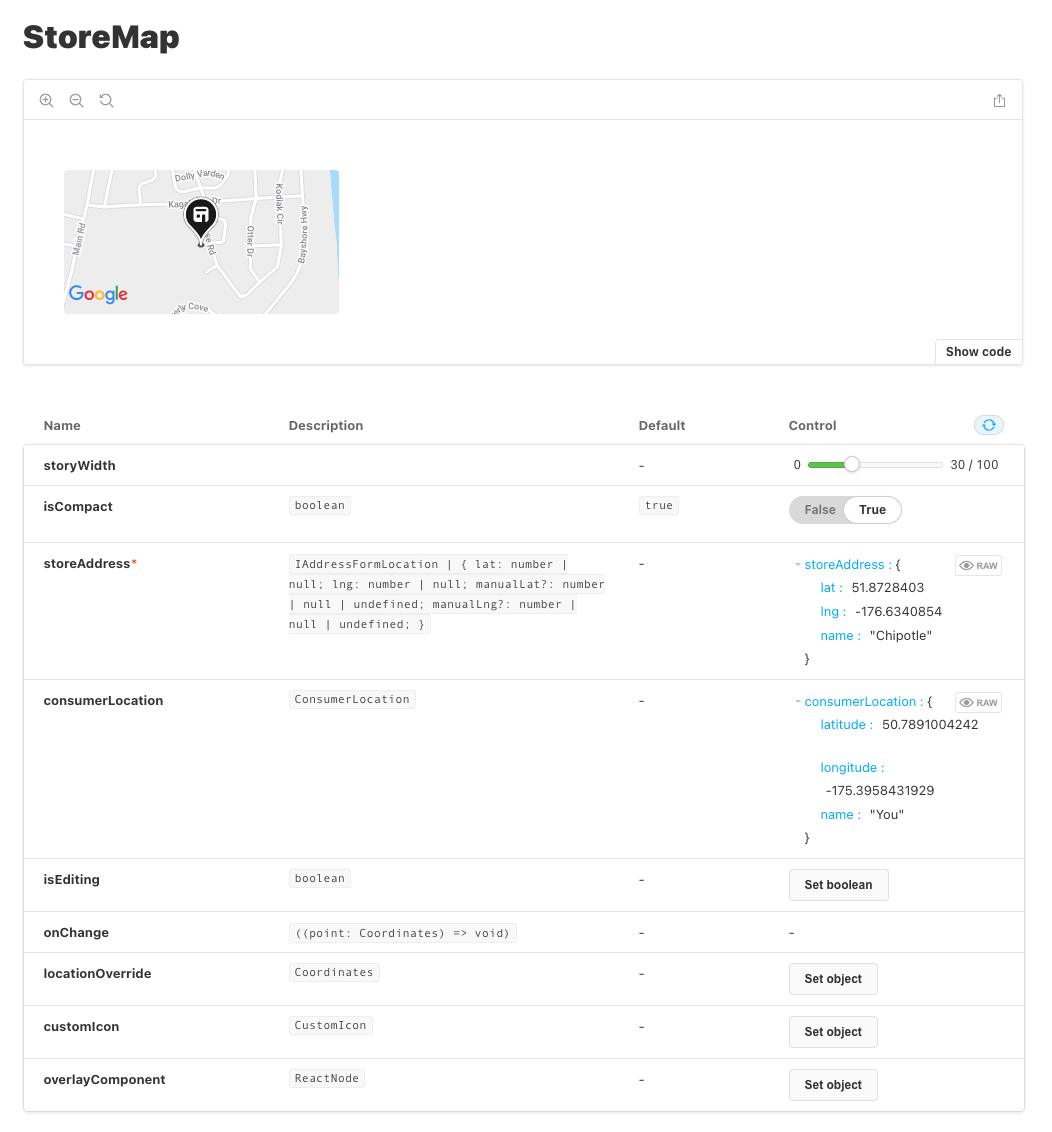 StoreMap
Dolly Varden
Dr
Kodiak Cir
Main Rd
Otter Dr
Bayshore Hwy
Rd
Google
Cove
Show code
Name Description Default Control
storyWidth - 0 30 / 100
isCompact boolean true False True
storeAddress* IAddressFormLocation | { lat: number | - storeAddress : { RAW
null; lng: number | null; manualLat?: number lat : 51.8728403
| null | undefined; manualLng?: number | lng : -176.6340854
null | undefined; } name : "Chipotle"
}
consumerLocation ConsumerLocation - consumerLocation : { RAW
latitude : 50.7891004242
longitude :
-175.3958431929
name : "You"
}
isEditing boolean - Set boolean
onChange ((point: Coordinates) => void) - -
locationOverride Coordinates - Set object
customIcon CustomIcon - Set object
overlayComponent ReactNode - Set object